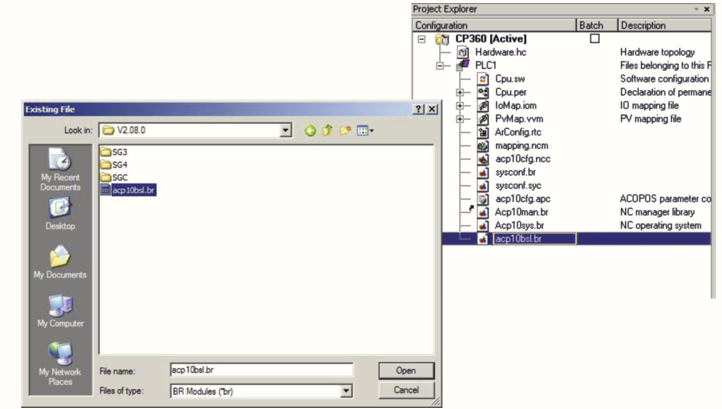 Project Explorer
Configuration Batch Description
CP360 [Active]
Hardware.hc Hardware topology
PLC1 Files belonging to this P
Cpu.sw Software configuration
Cpu.per Declaration of permane
IoMap.iom IO mapping file
PvMap.vvm PV mapping file
ArConfig.rtc
mapping.ncm
acp10cfg.ncc
sysconf.br
sysconf.syc
acp10cfg.apc ACOPOS parameter co
Acp10man.br NC manager library
Acp10sys.br NC operating system
acp10bsl.br
Existing File
Look in: V2.08.0
SG3
SG4
SGC
acp10bsl.br
My Recent
Documents
Desktop
My Documents
My Computer
My Network
Places
File name: acp10bsl.br Open
Files of type: BR Modules (*br) Cancel